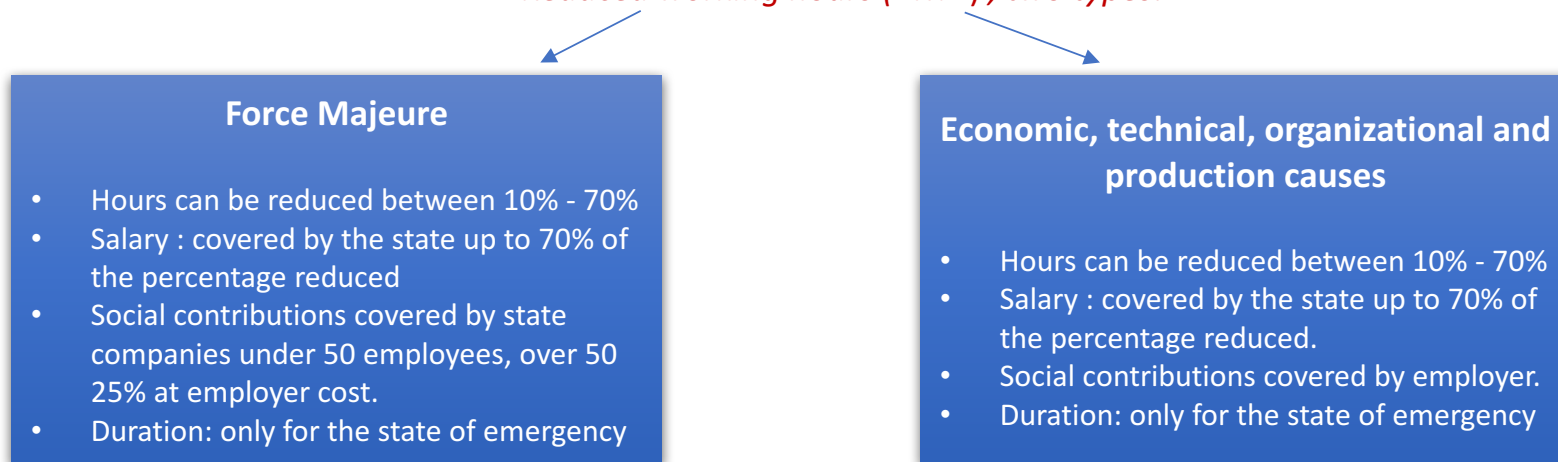 Reduced working hours
types.
Force Majeure
• Hours can be reduced between 10% - 70%
• Salary : covered by the state up to 70% of
the percentage reduced
• Social contributions covered by state
companies under 50 employees, over 50
25% at employer cost.
• Duration: only for the state of emergency
Economic, technical, organizational and
production causes
• Hours can be reduced between 10% - 70%
• Salary : covered by the state up to 70% of
the percentage reduced.
• Social contributions covered by employer.
• Duration: only for the state of emergency